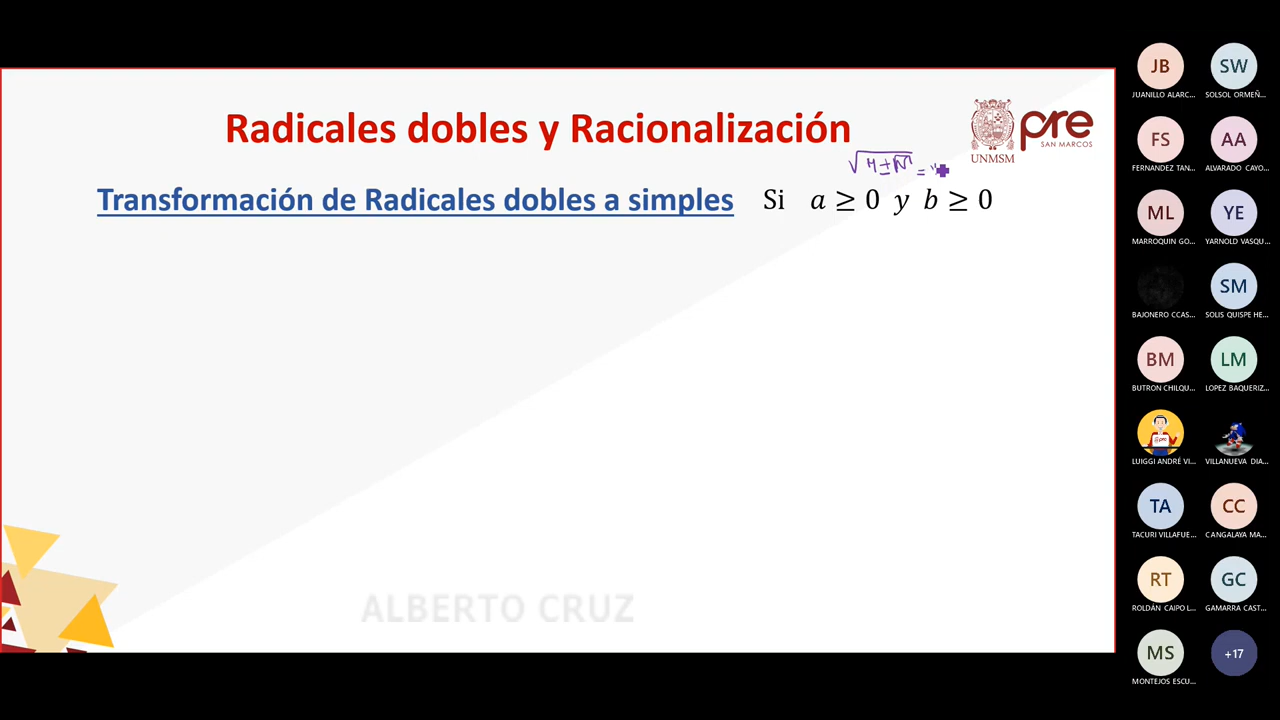 Radicales dobles y Racionalización
UNMSM
pre
SAN MARCOS
√M±√N =
Transformación de Radicales dobles a simples Si a ≥ 0 y b ≥ 0
ALBERTO CRUZ
JB SW
JUANILLO ALARC... SOLSOL ORMEÑ...
FS AA
FERNANDEZ TAN... ALVARADO CAYO...
ML YE
MARROQUIN GO... YARNOLD VASQU...
SM
BAJONERO CCAS... SOLIS QUISPE HE...
BM LM
BUTRON CHILQU... LOPEZ BAQUERIZ...
LUIGGI ANDRÉ VI... VILLANUEVA DIA...
TA CC
TACURI VILLAFUE... CANGALAYA MA...
RT GC
ROLDÁN CAIPO L... GAMARRA CAST...
MS +17
MONTEJOS ESCU...